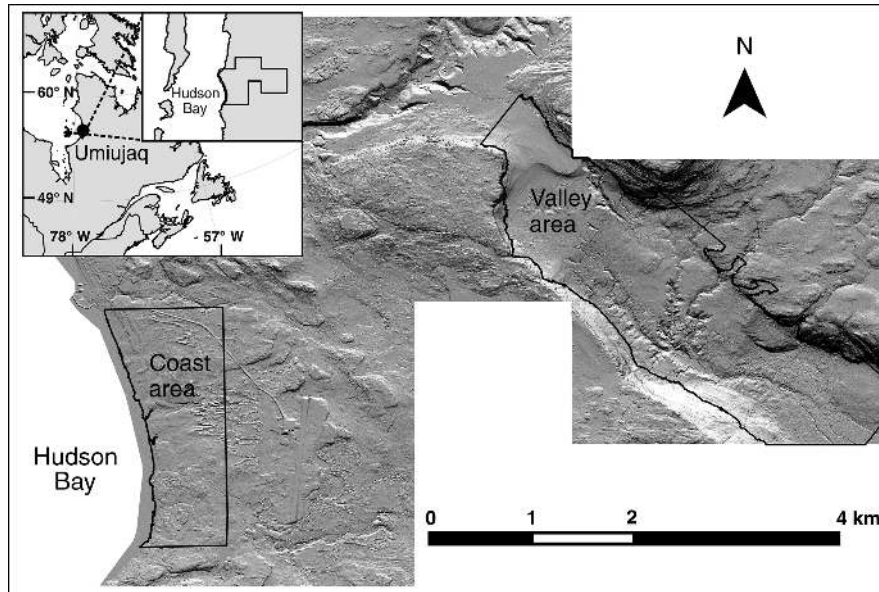 60° N
Umiujaq
49° N
78° W
57° W
Hudson
Bay
N
Valley
area
Coast
area
Hudson
Bay
0 1 2 4 km